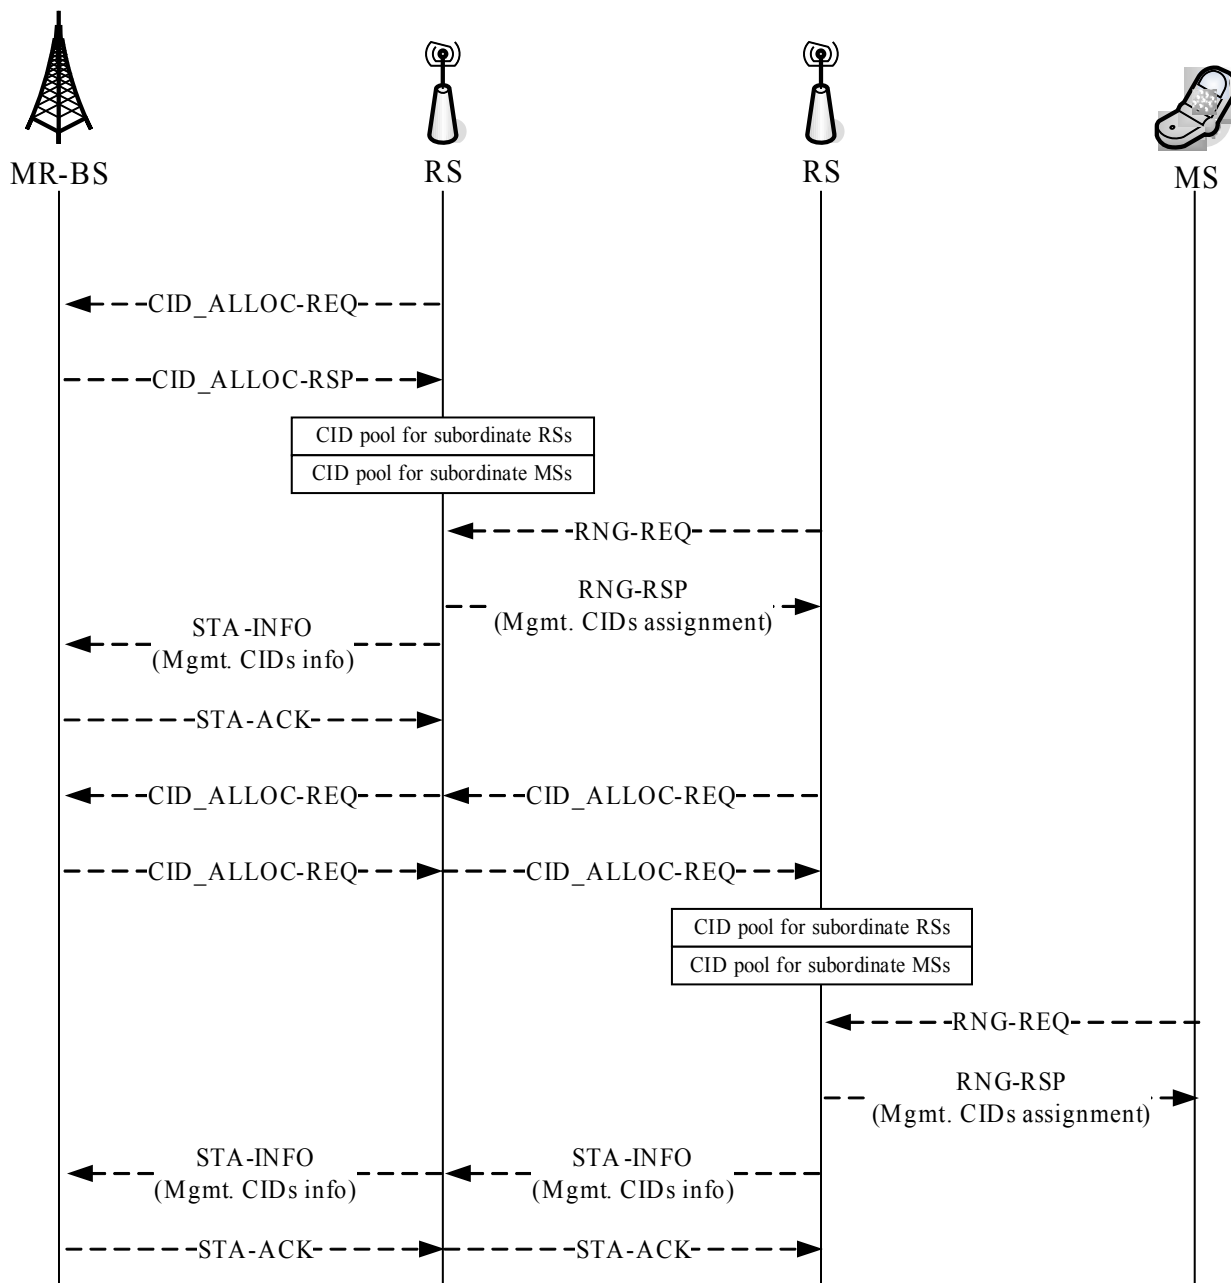 MR-BS
RS
RS
MS
CID_ALLOC-REQ
CID_ALLOC-RSP
CID pool for subordinate RSs
CID pool for subordinate MSs
RNG-REQ
RNG-RSP
(Mgmt. CIDs assignment)
STA-INFO
(Mgmt. CIDs info)
STA-ACK
CID_ALLOC-REQ
CID_ALLOC-REQ
CID_ALLOC-REQ
CID_ALLOC-REQ
CID pool for subordinate RSs
CID pool for subordinate MSs
RNG-REQ
RNG-RSP
(Mgmt. CIDs assignment)
STA-INFO
(Mgmt. CIDs info)
STA-INFO
(Mgmt. CIDs info)
STA-ACK
STA-ACK